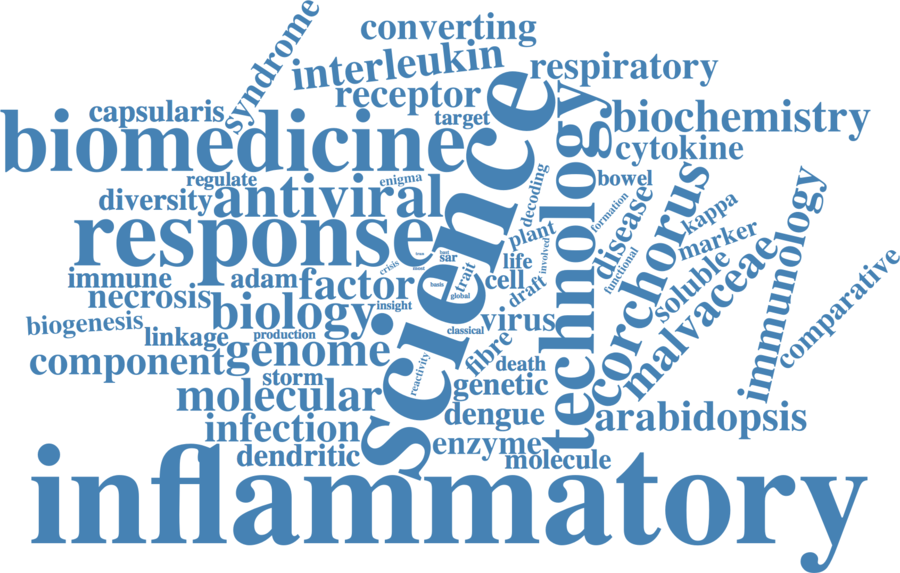 converting
syndrome
interleukin
respiratory
receptor
capsularis
target
science
technology
biochemistry
biomedicine
cytokine
regulate
enigma
bowel
decoding
diversity
antiviral
formation
disease
corchorus
kappa
immunology
response
plant
involved
marker
sar
life
crisis
trait
functional
soluble
malvaceae
comparative
immune
adam
factor
basis
cell
draft
necrosis
global
insight
biology
virus
biogenesis
linkage
production
classical
component
genome
fibre
death
reactivity
storm
genetic
molecular
dengue
arabidopsis
infection
enzyme
dendritic
molecule
inflammatory